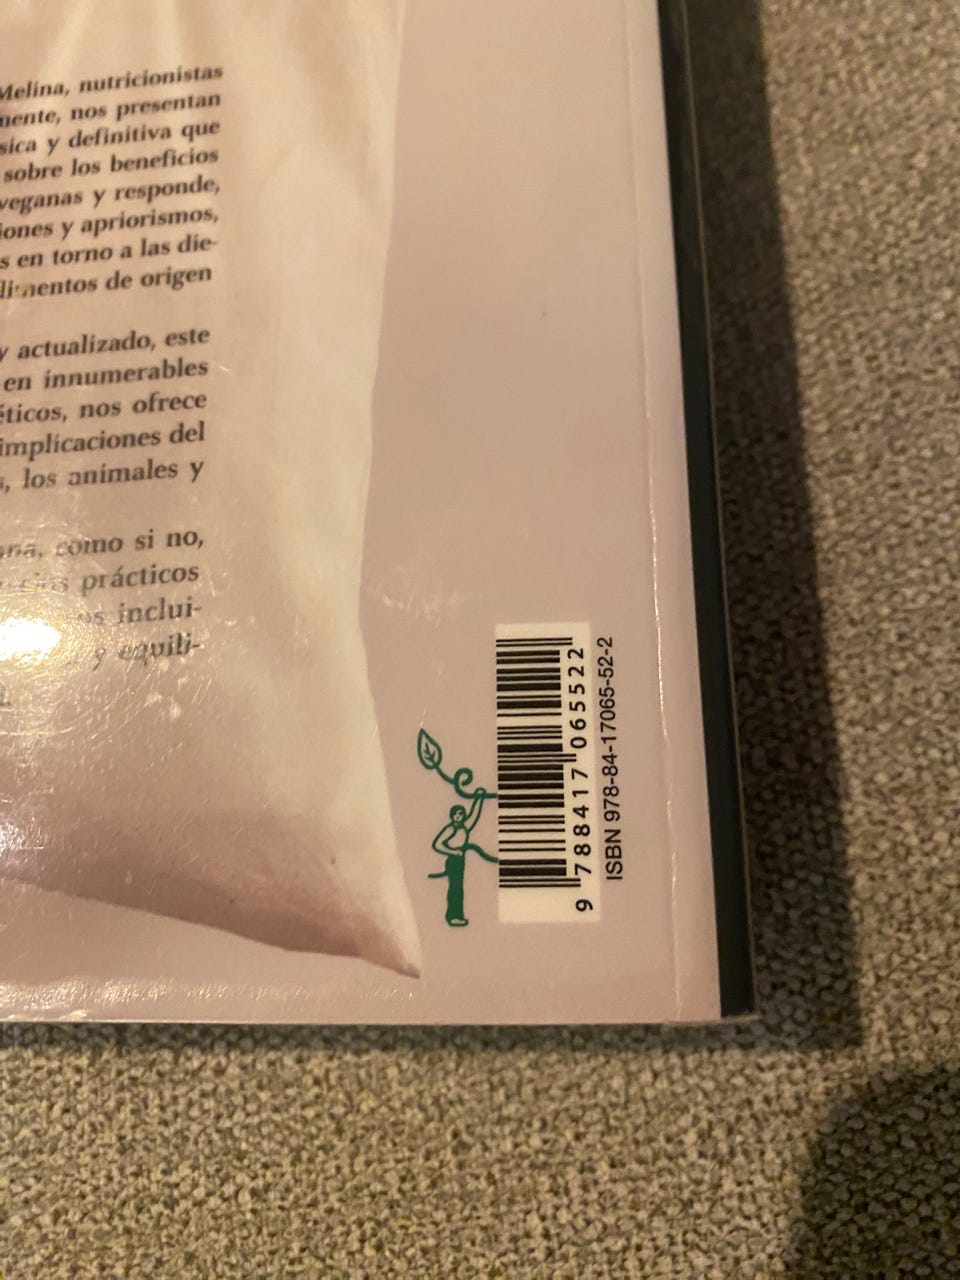 Melina, nutricionistas
mente, nos presentan
sica y definitiva que
sobre los beneficios
veganas y responde,
iones y apriorismos,
s en torno a las die-
limentos de origen
y actualizado, este
en innumerables
éticos, nos ofrece
implicaciones del
s, los animales y
ana, como si no,
prácticos
os inclui-
y equili-
9 788417 065522
ISBN 978-84-17065-52-2